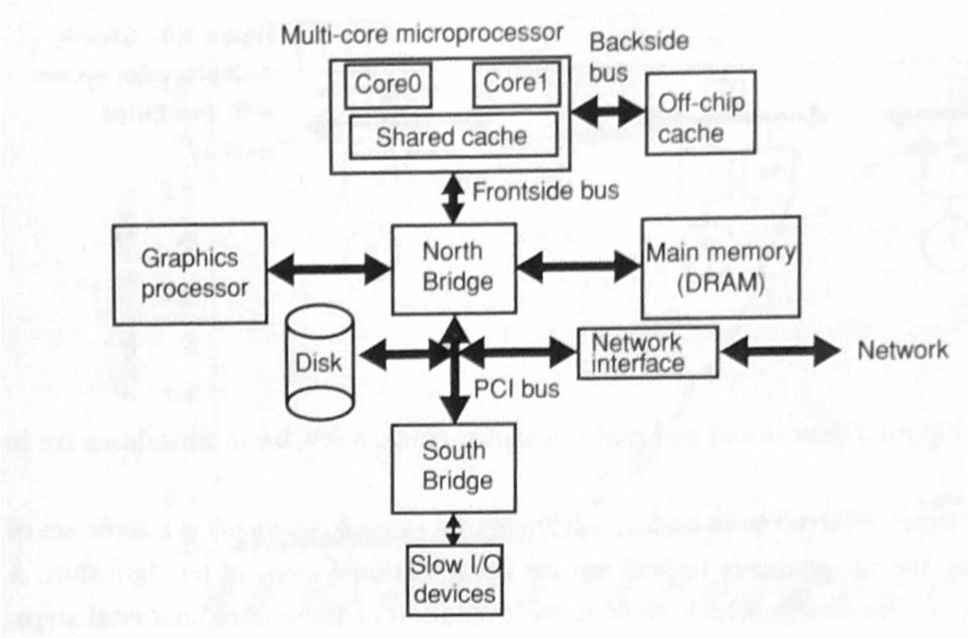 Multi-core microprocessor
Backside
bus
Core0
Core1
Off-chip
cache
Shared cache
Frontside bus
Graphics
processor
North
Bridge
Main memory
(DRAM)
Disk
Network
interface
Network
PCI bus
South
Bridge
Slow I/O
devices